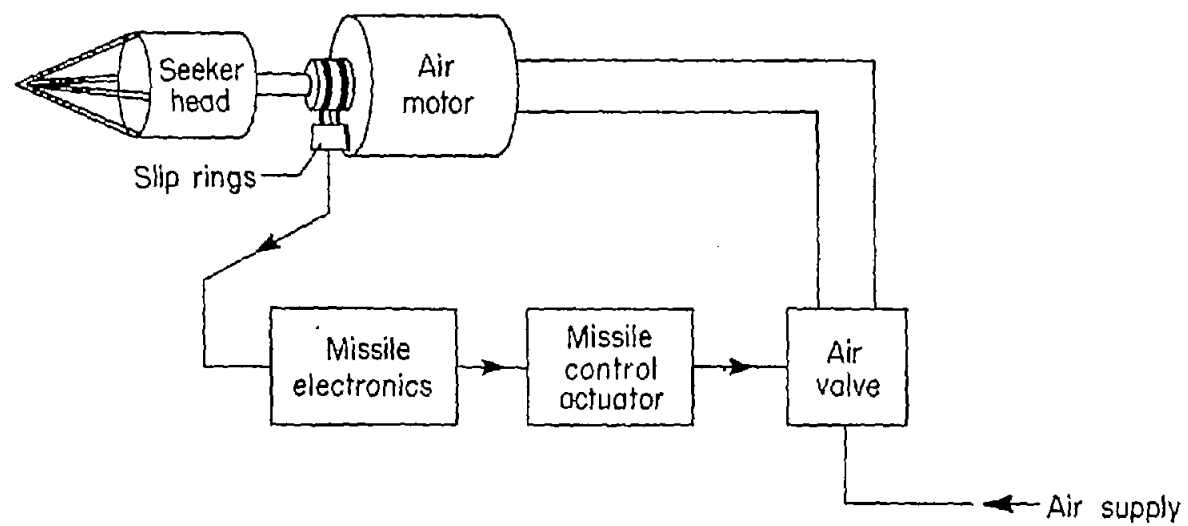 Seeker
head
Air
motor
Slip rings
Missile
electronics
Missile
control
actuator
Air
valve
Air supply